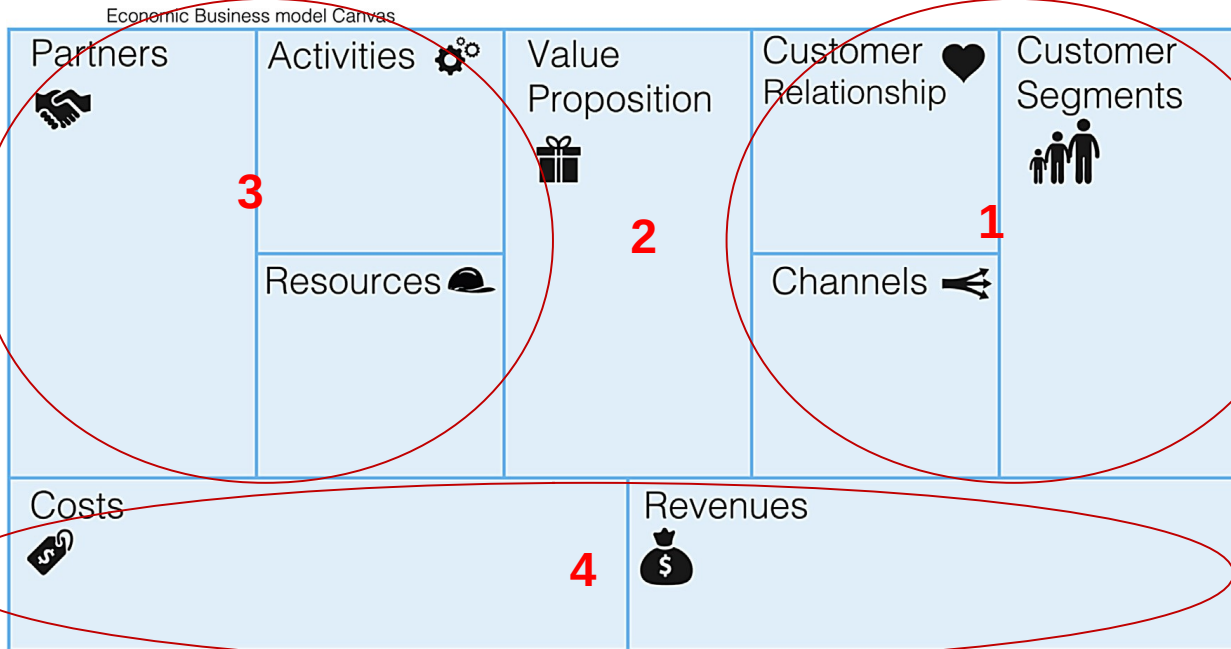 Economic Business model Canvas
Partners
Activities
Value
Proposition
Customer
Relationship
Customer
Segments
3
2
1
Resources
Channels
Costs
Revenues
4
$
$